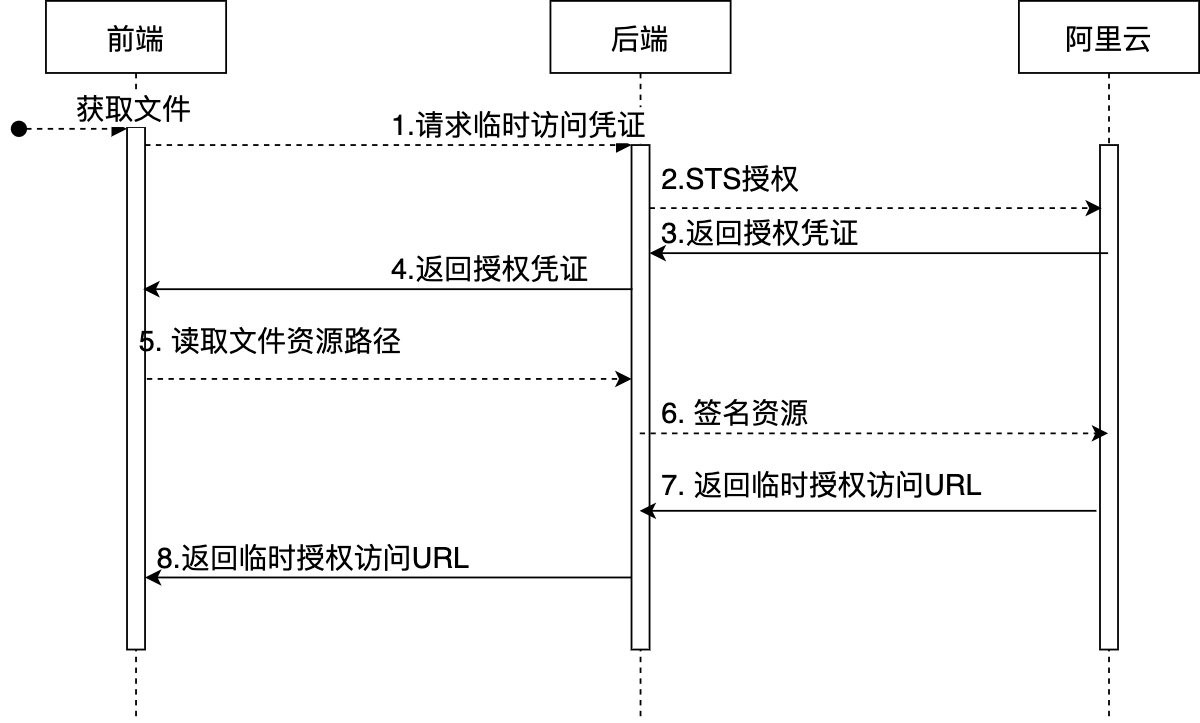 前端
后端
阿里云
获取文件
1.请求临时访问凭证
2.STS授权
3.返回授权凭证
4.返回授权凭证
5. 读取文件资源路径
6. 签名资源
7. 返回临时授权访问URL
8.返回临时授权访问URL